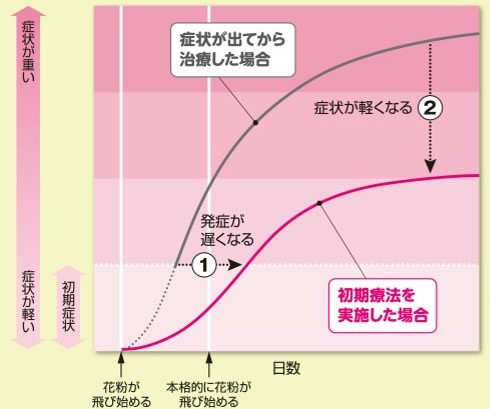 症状が重い
症状が軽い
初期症状
症状が出てから
治療した場合
症状が軽くなる
2
発症が
遅くなる
1
初期療法を
実施した場合
日数
花粉が
飛び始める
本格的に花粉が
飛び始める